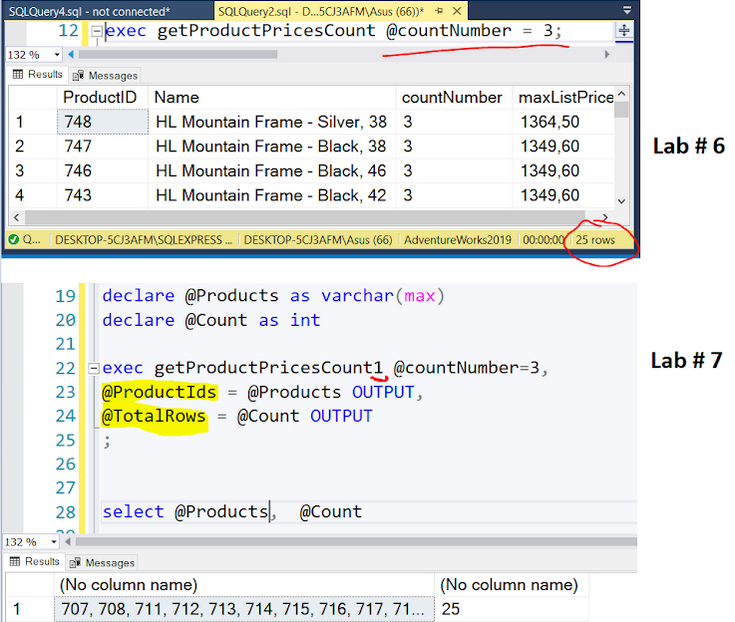 SQLQuery4.sql - not connected* SQLQuery2.sql - D...5CJ3AFM\Asus (66))*
12 exec getProductPricesCount @countNumber = 3;
132 %
Results Messages
ProductID Name countNumber maxListPrice
1 748 HL Mountain Frame - Silver, 38 3 1364,50
2 747 HL Mountain Frame - Black, 38 3 1349,60
3 746 HL Mountain Frame - Black, 46 3 1349,60
4 743 HL Mountain Frame - Black, 42 3 1349,60
Q... DESKTOP-5CJ3AFM\SQLEXPRESS ... DESKTOP-5CJ3AFM\Asus (66) AdventureWorks2019 00:00:00 25 rows
Lab # 6
19 declare @Products as varchar(max)
20 declare @Count as int
21
22 exec getProductPricesCount1 @countNumber=3,
23 @ProductIds = @Products OUTPUT,
24 @TotalRows = @Count OUTPUT
25 ;
26
27
28 select @Products, @Count
Lab # 7
132 %
Results Messages
(No column name) (No column name)
1 707, 708, 711, 712, 713, 714, 715, 716, 717, 71... 25